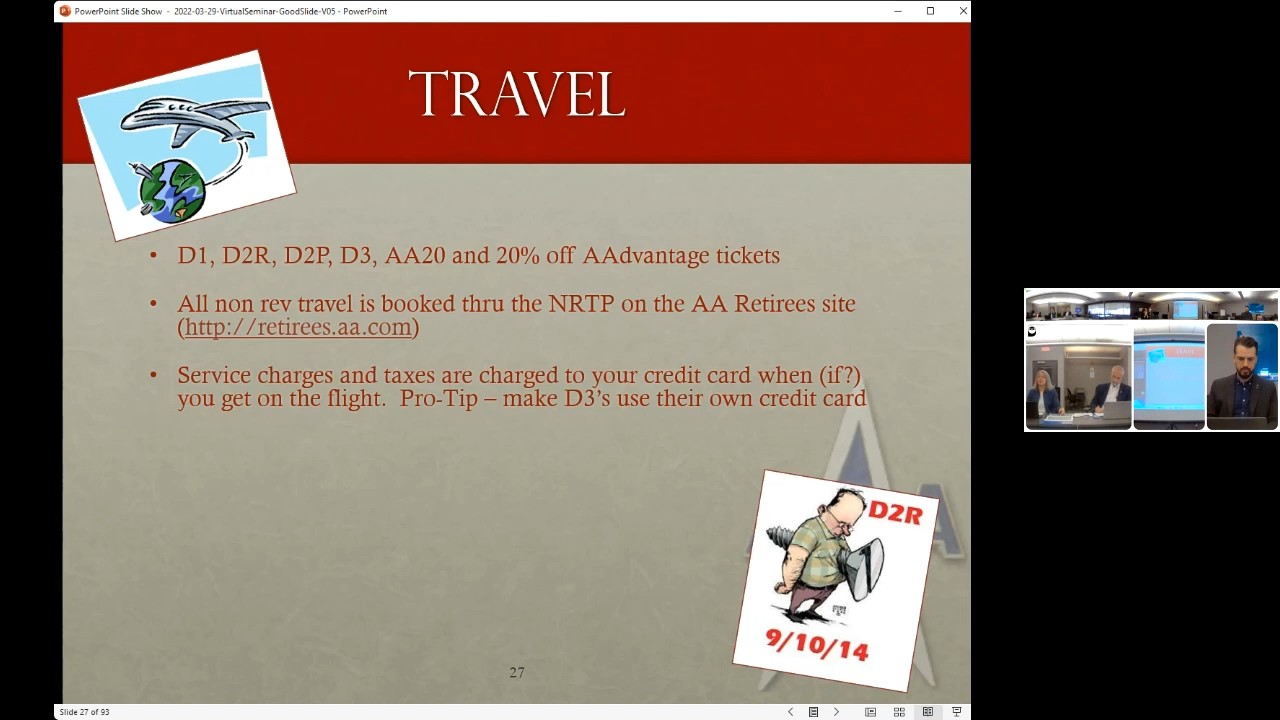 PowerPoint Slide Show - 2022-03-29-VirtualSeminar-GoodSlide-V05 - PowerPoint
TRAVEL
• D1, D2R, D2P, D3, AA20 and 20% off AAdvantage tickets
• All non rev travel is booked thru the NRTP on the AA Retirees site
(http://retirees.aa.com)
• Service charges and taxes are charged to your credit card when (if?)
you get on the flight. Pro-Tip – make D3's use their own credit card
D2R
9/10/14
27
Slide 27 of 93